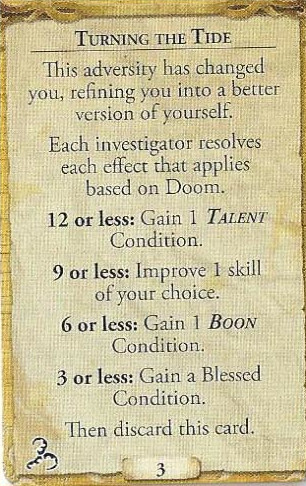 TURNING THE TIDE
This adversity has changed
you, refining you into a better
version of yourself.
Each investigator resolves
each effect that applies
based on Doom.
12 or less: Gain 1 TALENT
Condition.
9 or less: Improve 1 skill
of your choice.
6 or less: Gain 1 BOON
Condition.
3 or less: Gain a Blessed
Condition.
Then discard this card.
3